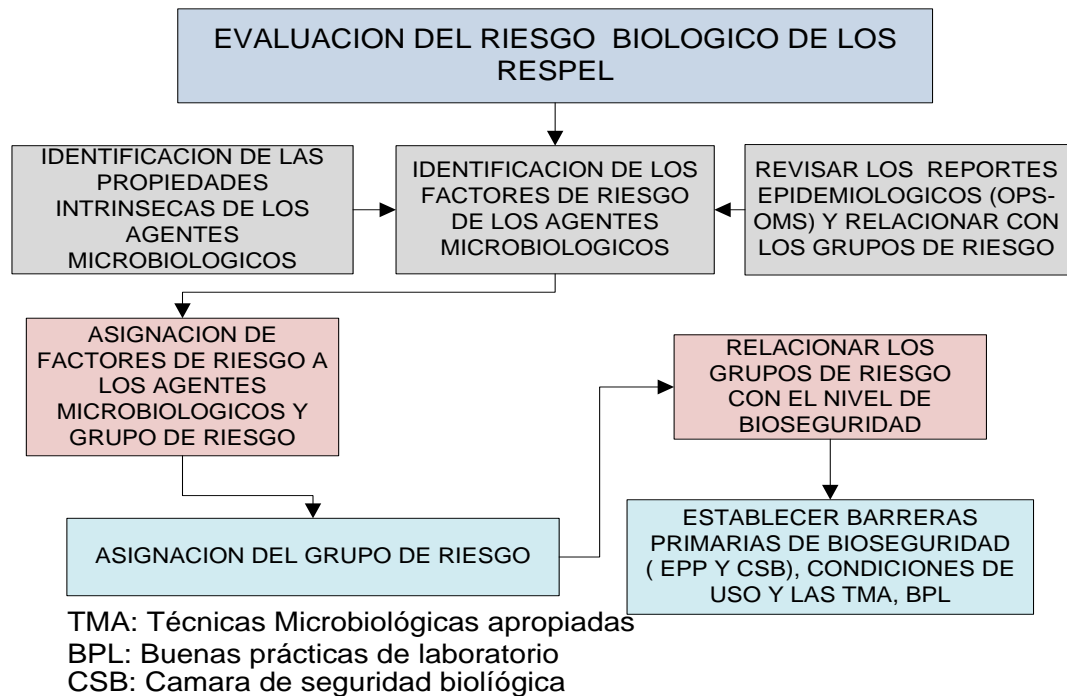 EVALUACION DEL RIESGO BIOLOGICO DE LOS
RESPEL
IDENTIFICACION DE LAS
PROPIEDADES
INTRINSECAS DE LOS
AGENTES
MICROBIOLOGICOS
IDENTIFICACION DE LOS
FACTORES DE RIESGO
DE LOS AGENTES
MICROBIOLOGICOS
REVISAR LOS REPORTES
EPIDEMIOLOGICOS (OPS-
OMS) Y RELACIONAR CON
LOS GRUPOS DE RIESGO
ASIGNACION DE
FACTORES DE RIESGO A
LOS AGENTES
MICROBIOLOGICOS Y
GRUPO DE RIESGO
RELACIONAR LOS
GRUPOS DE RIESGO
CON EL NIVEL DE
BIOSEGURIDAD
ASIGNACION DEL GRUPO DE RIESGO
ESTABLECER BARRERAS
PRIMARIAS DE BIOSEGURIDAD
( EPP Y CSB), CONDICIONES DE
USO Y LAS TMA, BPL
TMA: Técnicas Microbiológicas apropiadas
BPL: Buenas prácticas de laboratorio
CSB: Camara de seguridad biolíógica